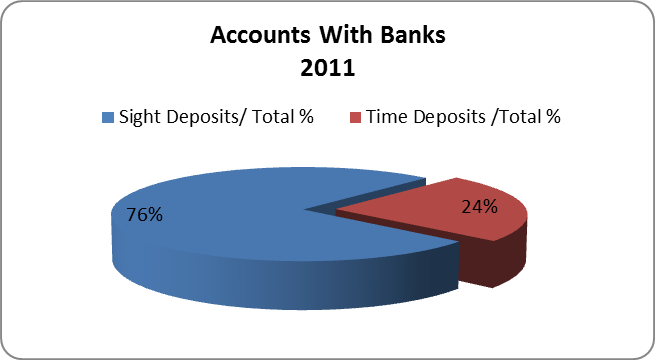 Accounts With Banks
2011
Sight Deposits/ Total %
Time Deposits /Total %
76%
24%